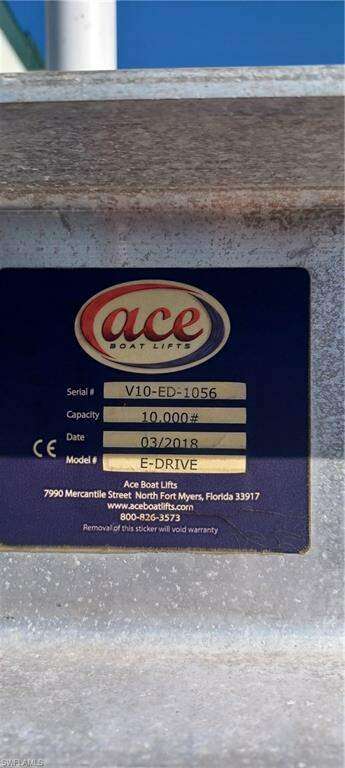 ace
BOAT LIFTS
Serial # V10-ED-1056
Capacity 10,000#
Date 03/2018
CE Model # E-DRIVE
Ace Boat Lifts
7990 Mercantile Street North Fort Myers, Florida 33917
www.aceboatlifts.com
800-826-3573
Removal of this sticker will void warranty
SWFLAMLS